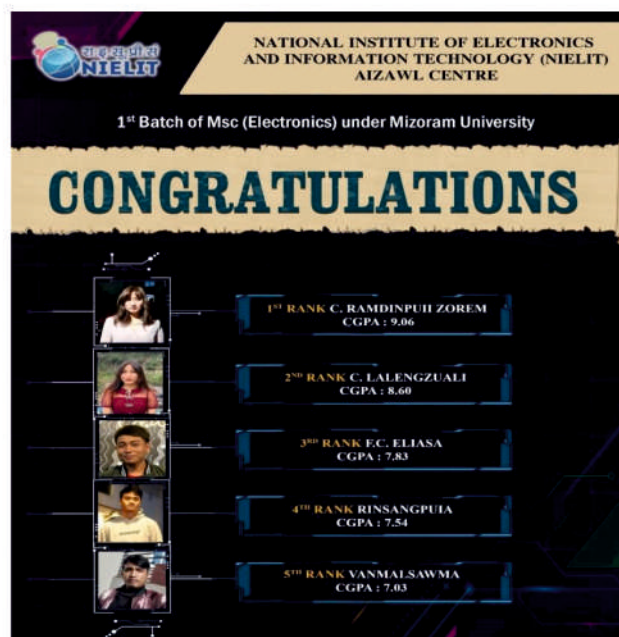 रा.इ.सू.प्रौ.सं
NIELIT
NATIONAL INSTITUTE OF ELECTRONICS
AND INFORMATION TECHNOLOGY (NIELIT)
AIZAWL CENTRE
1st Batch of Msc (Electronics) under Mizoram University
CONGRATULATIONS
1ST RANK C. RAMDINPUII ZOREM
CGPA : 9.06
2ND RANK C. LALENGZUALI
CGPA : 8.60
3RD RANK F.C. ELIASA
CGPA : 7.83
4TH RANK RINSANGPUIA
CGPA : 7.54
5TH RANK VANMALSAWMA
CGPA : 7.03